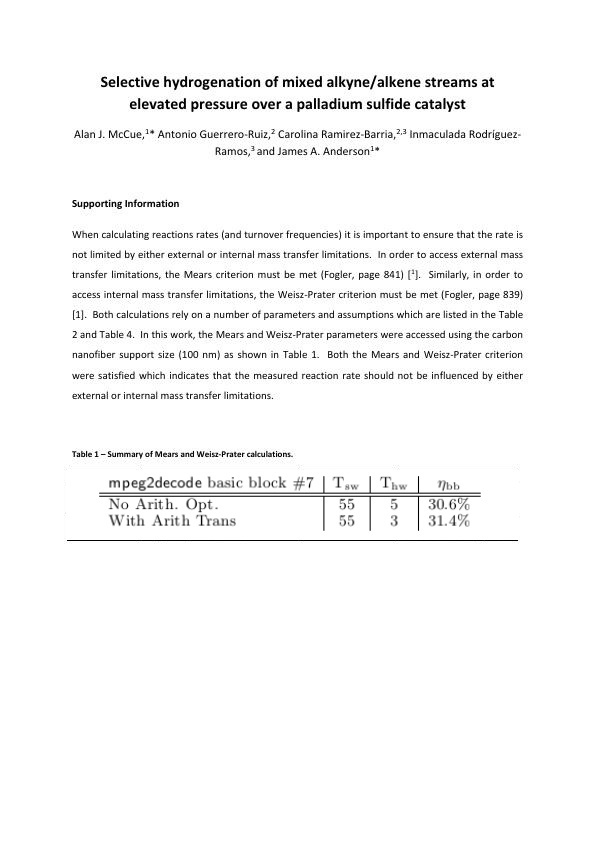 Selective hydrogenation of mixed alkyne/alkene streams at
elevated pressure over a palladium sulfide catalyst
Alan J. McCue,1* Antonio Guerrero-Ruiz,2 Carolina Ramirez-Barria,2,3 Inmaculada Rodríguez-
Ramos,3 and James A. Anderson1*
Supporting Information
When calculating reactions rates (and turnover frequencies) it is important to ensure that the rate is
not limited by either external or internal mass transfer limitations. In order to access external mass
transfer limitations, the Mears criterion must be met (Fogler, page 841) [1]. Similarly, in order to
access internal mass transfer limitations, the Weisz-Prater criterion must be met (Fogler, page 839)
[1]. Both calculations rely on a number of parameters and assumptions which are listed in the Table
2 and Table 4. In this work, the Mears and Weisz-Prater parameters were accessed using the carbon
nanofiber support size (100 nm) as shown in Table 1. Both the Mears and Weisz-Prater criterion
were satisfied which indicates that the measured reaction rate should not be influenced by either
external or internal mass transfer limitations.
Table 1 – Summary of Mears and Weisz-Prater calculations.
mpeg2decode basic block #7 Tsw Thw ηbb
No Arith. Opt. 55 5 30.6%
With Arith Trans 55 3 31.4%